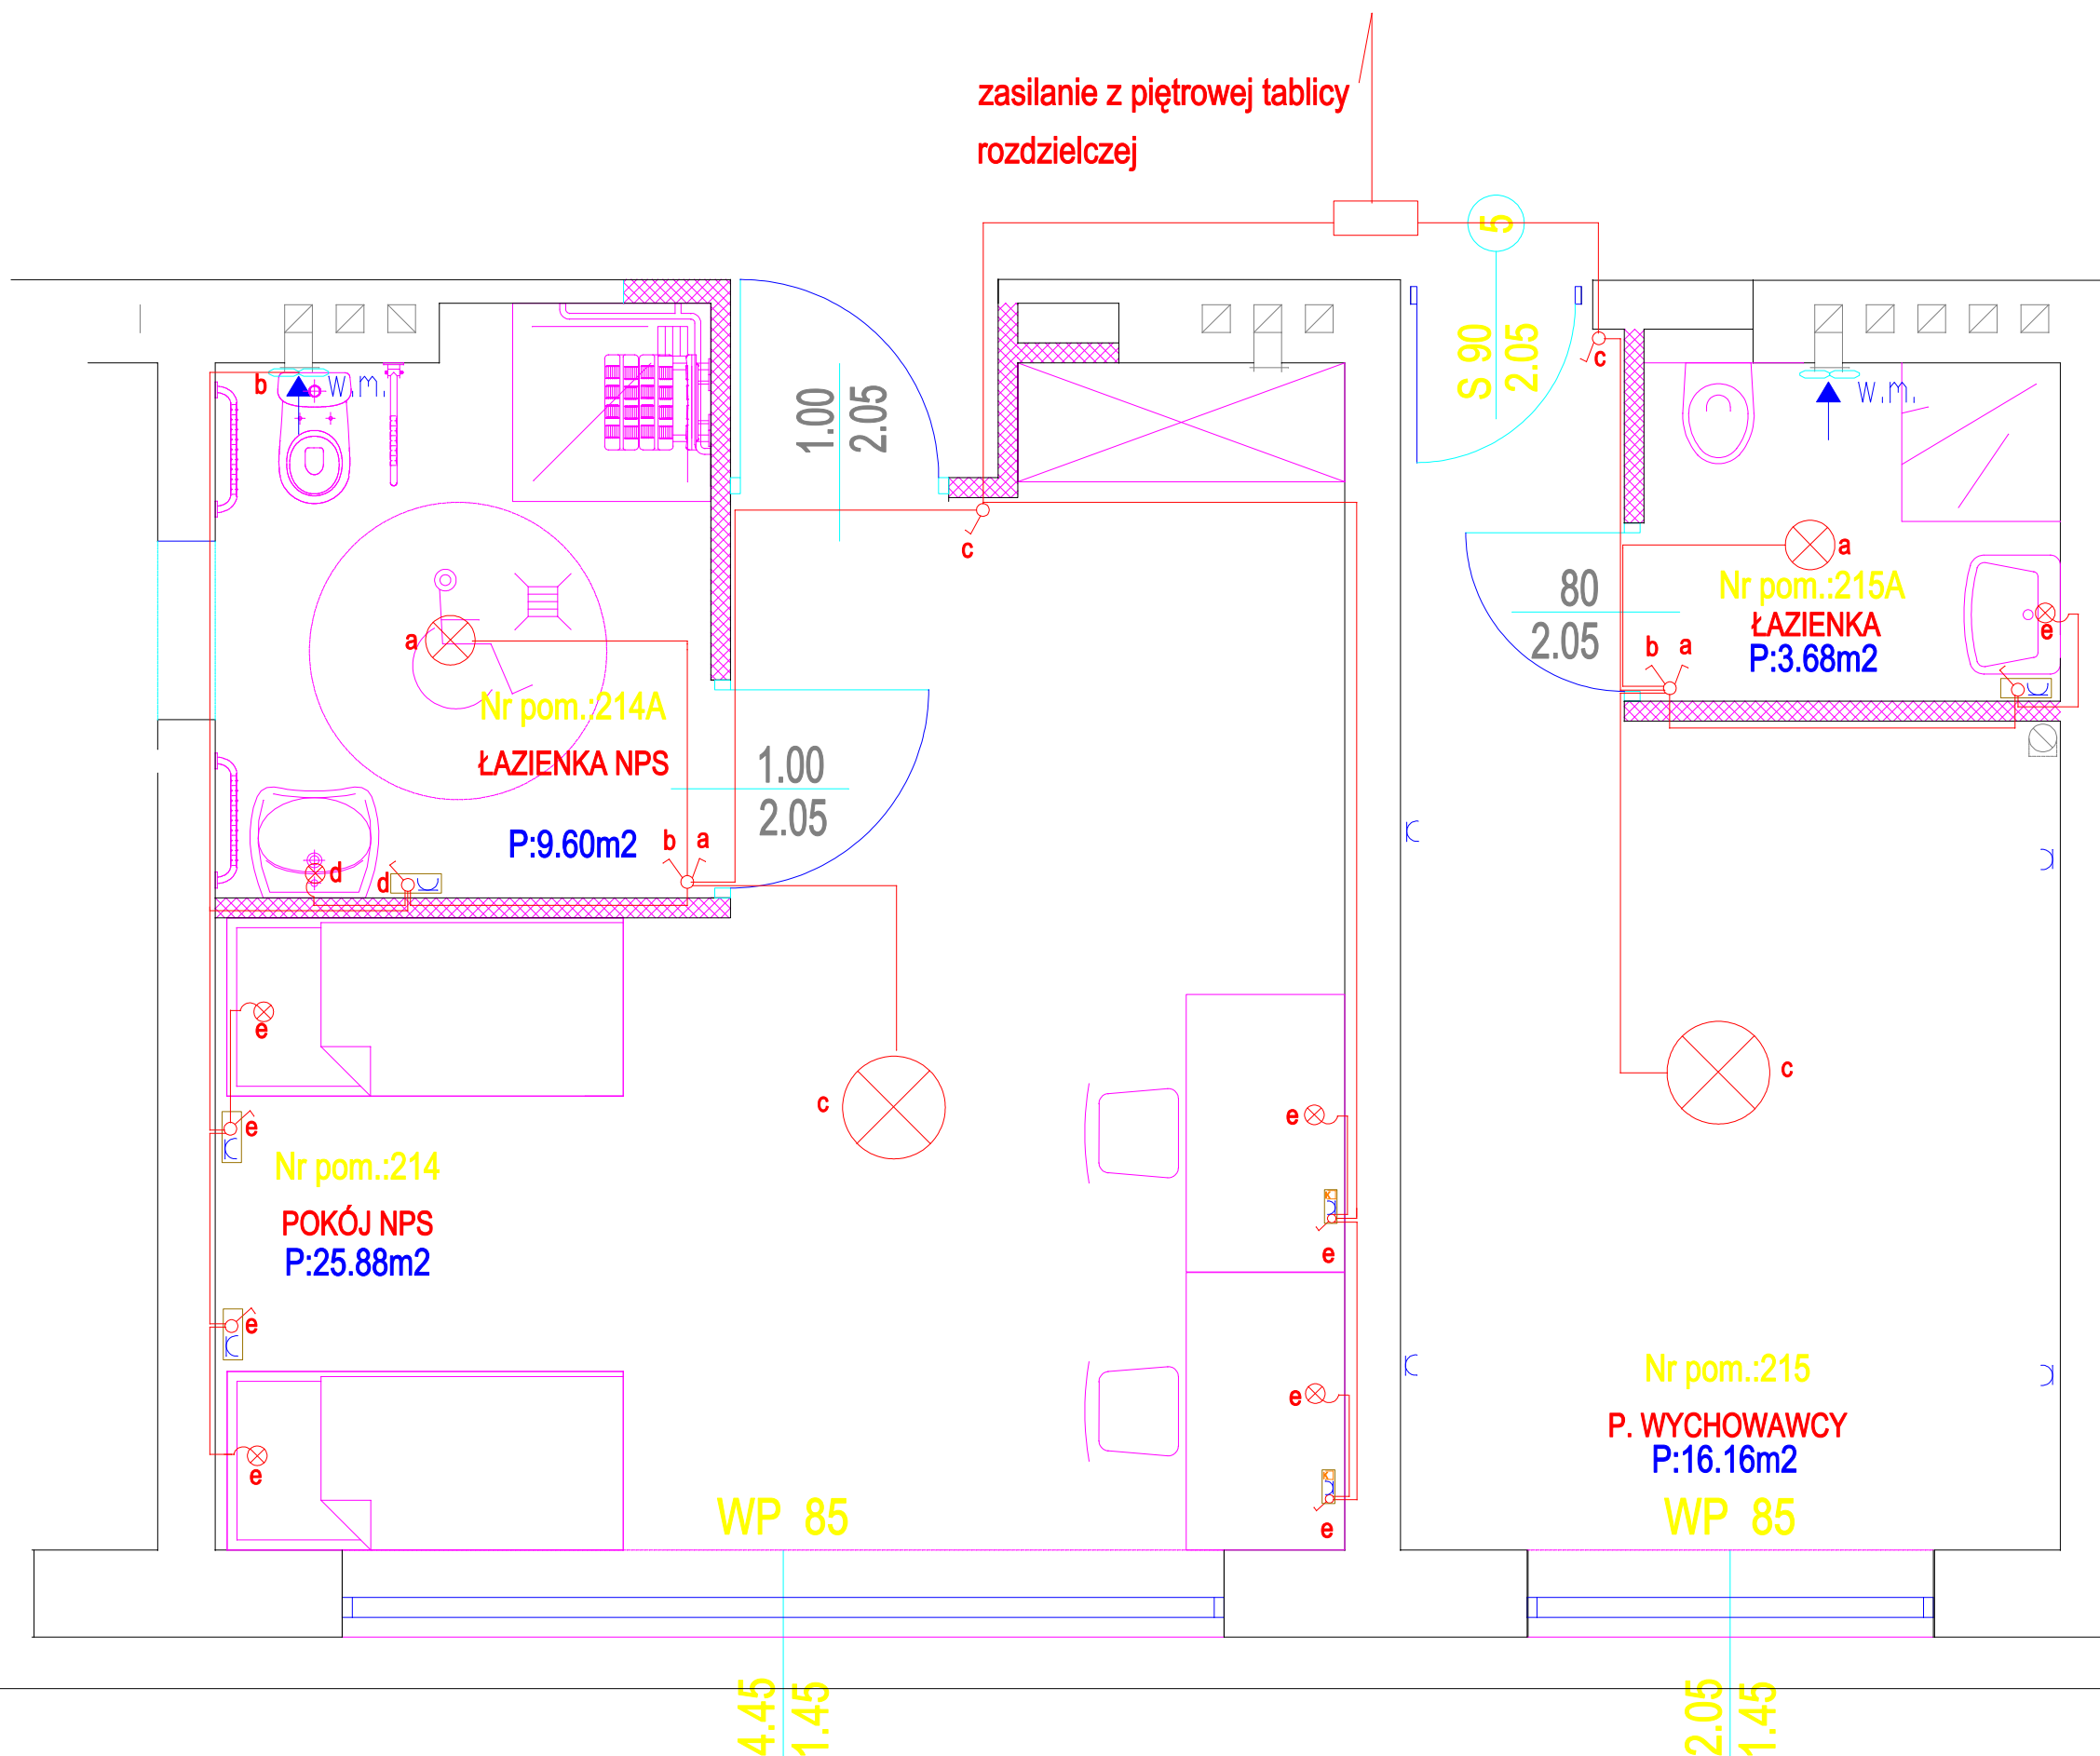 zasilanie z piętrowej tablicy
rozdzielczej
5
S 90
2.05
1.00
2.05
b
w.m.
c
c
w.m.
a
80
2.05
Nr pom.:215A
ŁAZIENKA
P:3.68m2
b
a
e
a
Nr pom.:214A
ŁAZIENKA NPS
P:9.60m2
1.00
2.05
b
a
d
d
e
e
Nr pom.:214
POKÓJ NPS
P:25.88m2
e
e
c
e
e
e
e
c
Nr pom.:215
P. WYCHOWAWCY
P:16.16m2
WP 85
WP 85
4.45
1.45
2.05
1.45